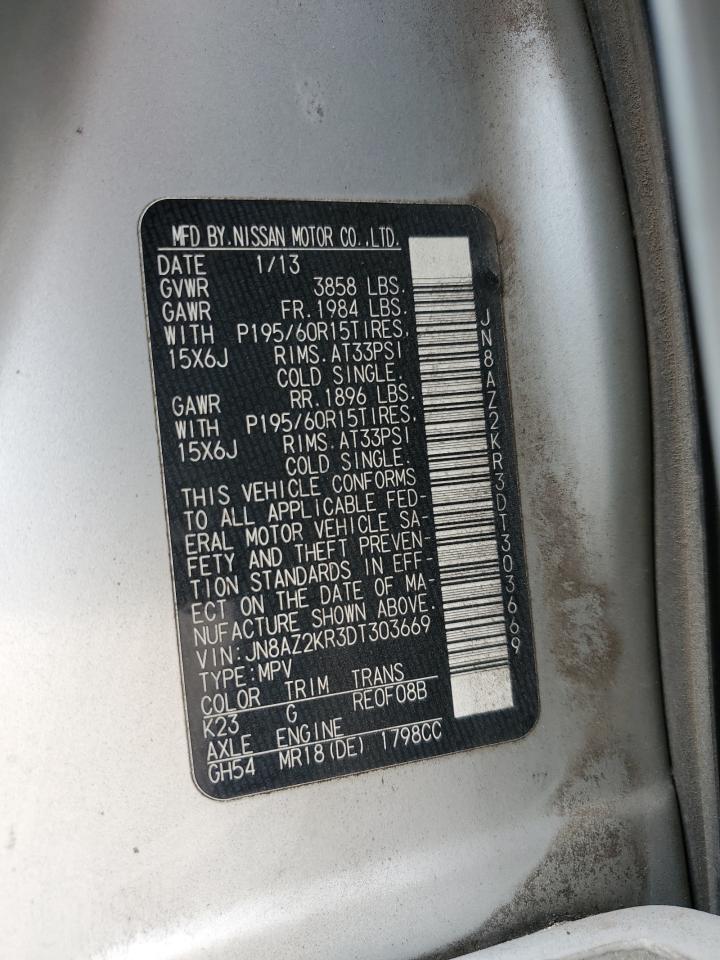 MFD BY.NISSAN MOTOR CO.,LTD.
DATE 1/13
GVWR 3858 LBS.
GAWR FR.1984 LBS.
WITH P195/60R15TIRES,
15X6J RIMS.AT33PSI
COLD SINGLE.
GAWR RR.1896 LBS.
WITH P195/60R15TIRES,
15X6J RIMS.AT33PSI
COLD SINGLE.
THIS VEHICLE CONFORMS
TO ALL APPLICABLE FED-
ERAL MOTOR VEHICLE SA-
FETY AND THEFT PREVEN-
TION STANDARDS IN EFF-
ECT ON THE DATE OF MA-
NUFACTURE SHOWN ABOVE.
VIN:JN8AZ2KR3DT303669
TYPE:MPV
COLOR TRIM TRANS
K23 G RE0F08B
AXLE ENGINE
GH54 MR18(DE) 1798CC
JN8AZ2KR3DT303669